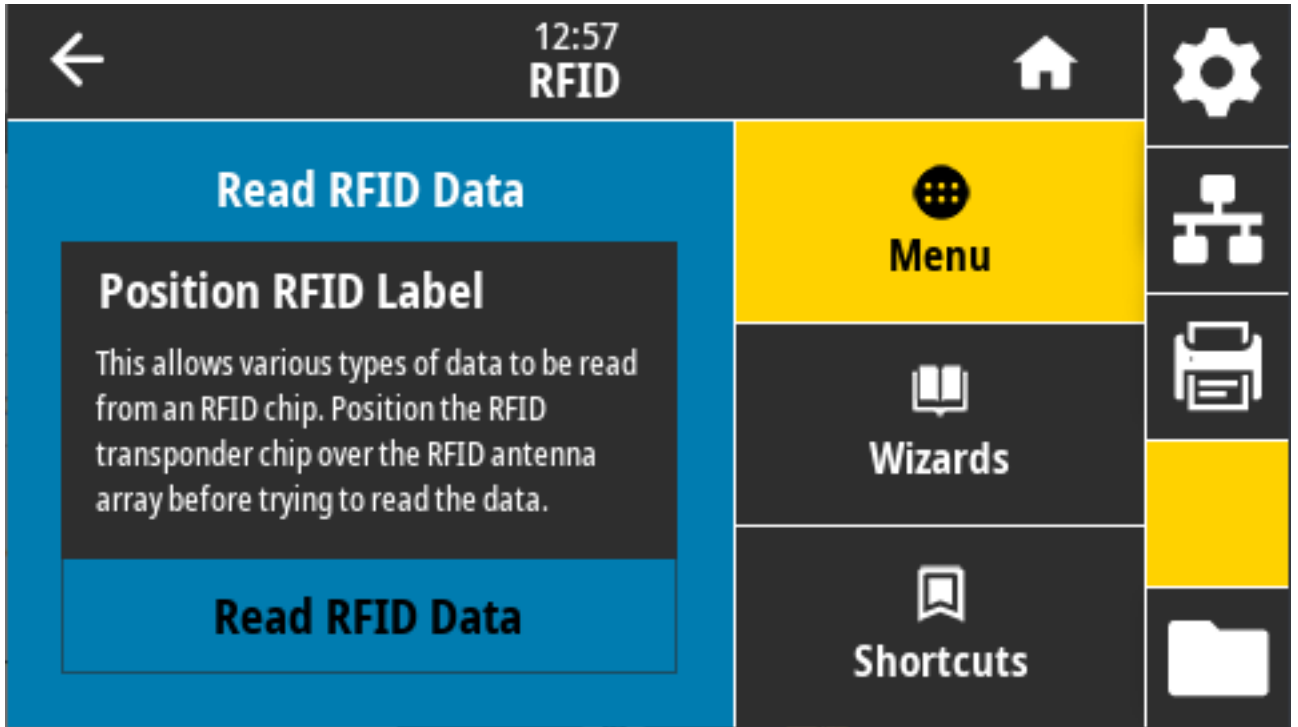 12:57
RFID
Read RFID Data
Position RFID Label
This allows various types of data to be read
from an RFID chip. Position the RFID
transponder chip over the RFID antenna
array before trying to read the data.
Read RFID Data
Menu
Wizards
Shortcuts